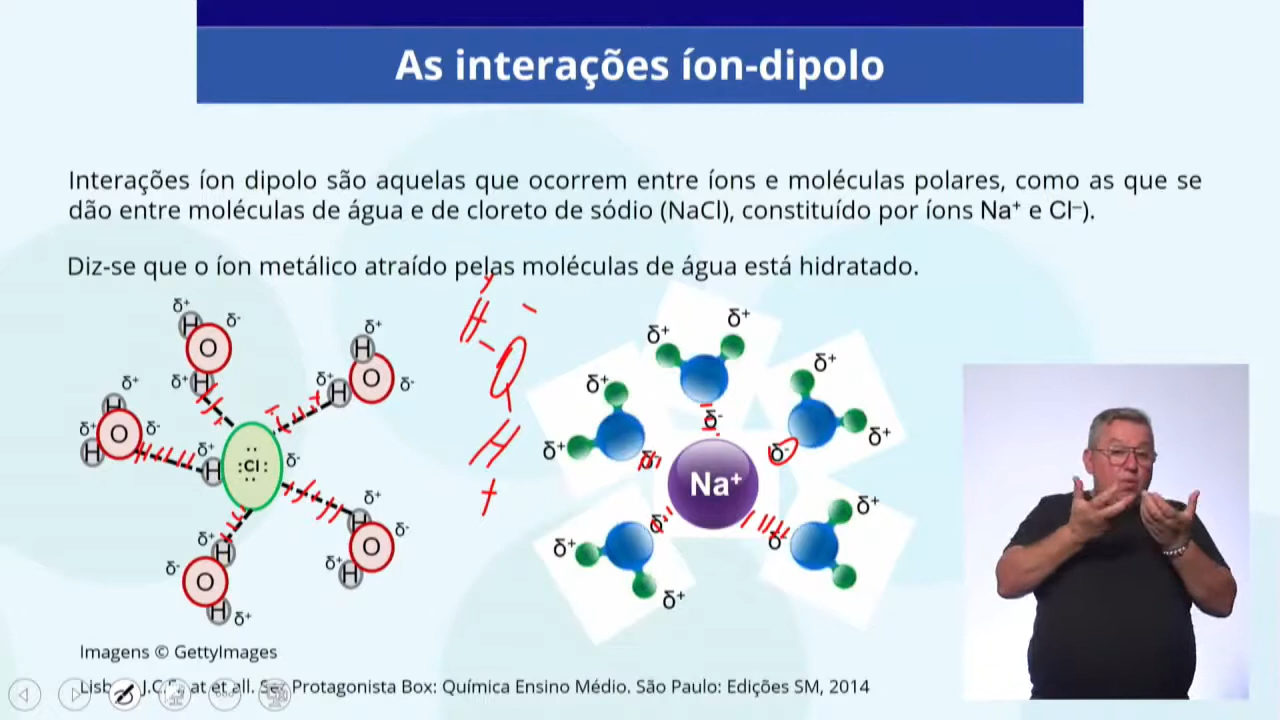 As interações íon-dipolo
Interações íon dipolo são aquelas que ocorrem entre íons e moléculas polares, como as que se
dão entre moléculas de água e de cloreto de sódio (NaCl), constituído por íons Na⁺ e Cl⁻).
Diz-se que o íon metálico atraído pelas moléculas de água está hidratado.
δ⁺ H O δ⁻
δ⁺ H
δ⁺ H O δ⁻
δ⁺ H
δ⁺ H O δ⁻
δ⁺ H
δ⁺ H
:Cl: δ⁻
δ⁺ H O δ⁻
δ⁺ H
δ⁺ H
δ⁻ O
H δ⁺
H
O
H
+
δ⁺ δ⁺
δ⁻
δ⁺
δ⁺
δ⁻
δ⁺
δ⁺
δ⁻
Na⁺
δ⁺
δ⁺
δ⁻
δ⁺
δ⁻
Imagens © GettyImages
J.C. at et all. Protagonista Box: Química Ensino Médio. São Paulo: Edições SM, 2014